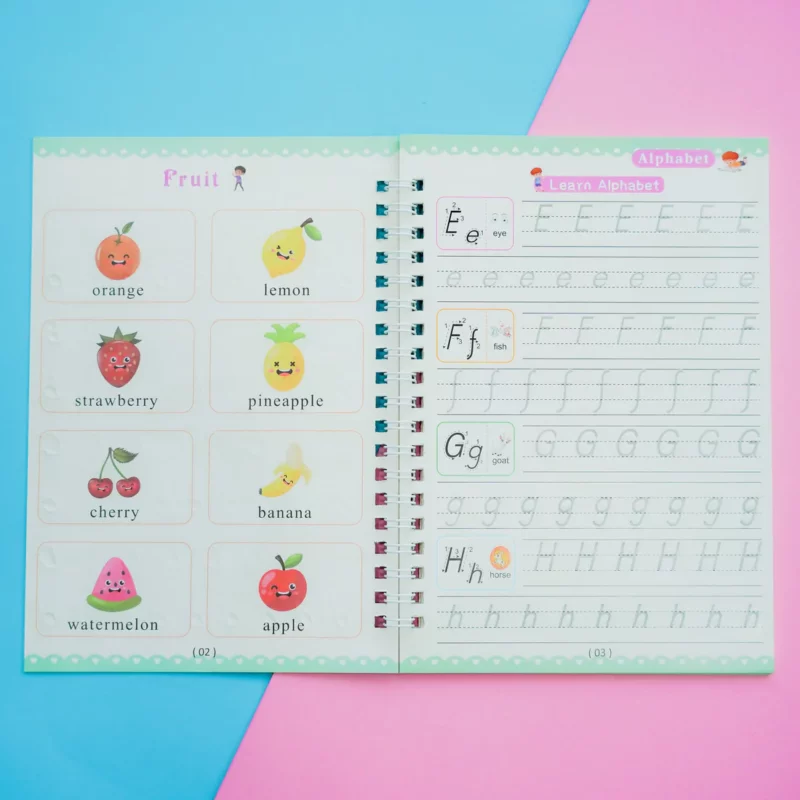 Fruit
orange
lemon
strawberry
pineapple
cherry
banana
watermelon
apple
(02)
Alphabet
Learn Alphabet
E e eye
E E E E E E E
e e e e e e e e e
F f fish
F F F F F F F
f f f f f f f f f
G g goat
G G G G G G
g g g g g g g g g
H h horse
H H H H H H H
h h h h h h h h h
(03)